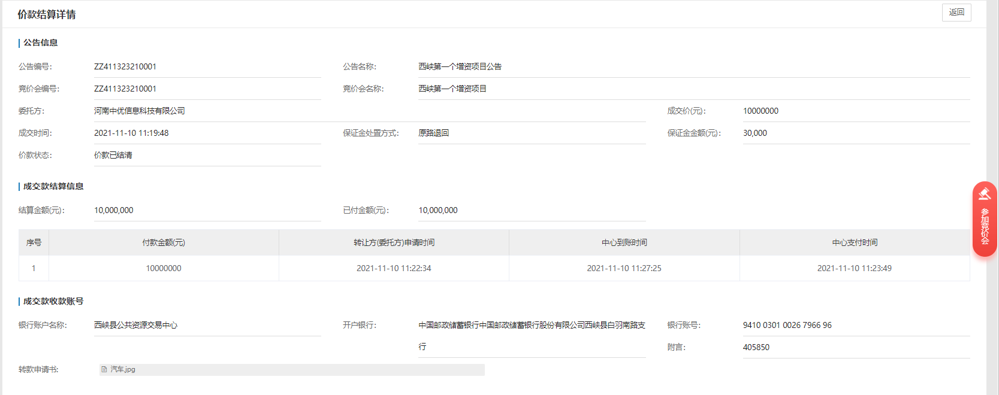 价款结算详情
返回
公告信息
公告编号: ZZ411323210001 公告名称: 西峡第一个增资项目公告
竞价会编号: ZZ411323210001 竞价会名称: 西峡第一个增资项目
委托方: 河南中优信息科技有限公司 成交价(元): 10000000
成交时间: 2021-11-10 11:19:48 保证金处置方式: 原路退回 保证金金额(元): 30,000
价款状态: 价款已结清
成交款结算信息
结算金额(元): 10,000,000 已付金额(元): 10,000,000
序号 付款金额(元) 转让方(委托方)申请时间 中心到账时间 中心支付时间
1 10000000 2021-11-10 11:22:34 2021-11-10 11:27:25 2021-11-10 11:23:49
成交款收款账号
银行账户名称: 西峡县公共资源交易中心 开户银行: 中国邮政储蓄银行中国邮政储蓄银行股份有限公司西峡县白羽南路支 银行账号: 9410 0301 0026 7966 96
行
附言: 405850
转款申请书: 汽车.jpg
参加竞价会